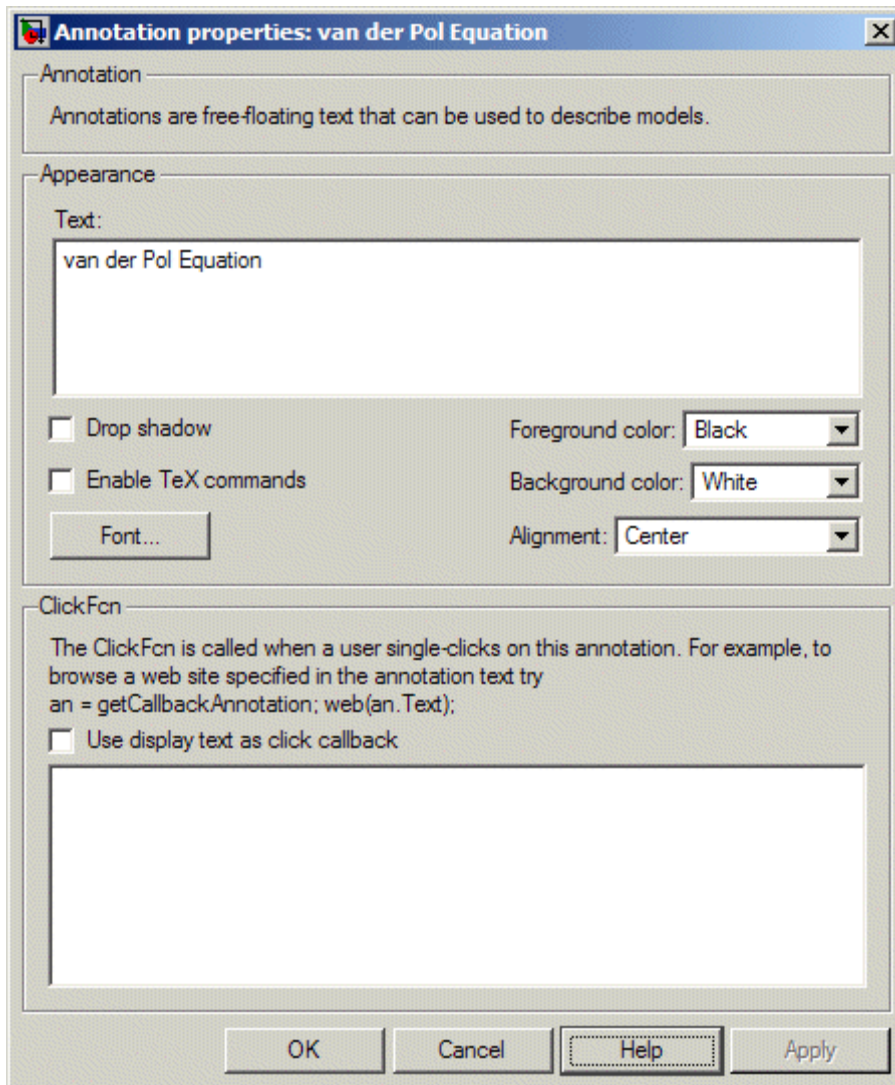 Annotation properties: van der Pol Equation
Annotation
Annotations are free-floating text that can be used to describe models.
Appearance
Text:
van der Pol Equation
Drop shadow
Foreground color: Black
Enable TeX commands
Background color: White
Font...
Alignment: Center
ClickFcn
The ClickFcn is called when a user single-clicks on this annotation. For example, to
browse a web site specified in the annotation text try
an = getCallbackAnnotation; web(an.Text);
Use display text as click callback
OK Cancel Help Apply